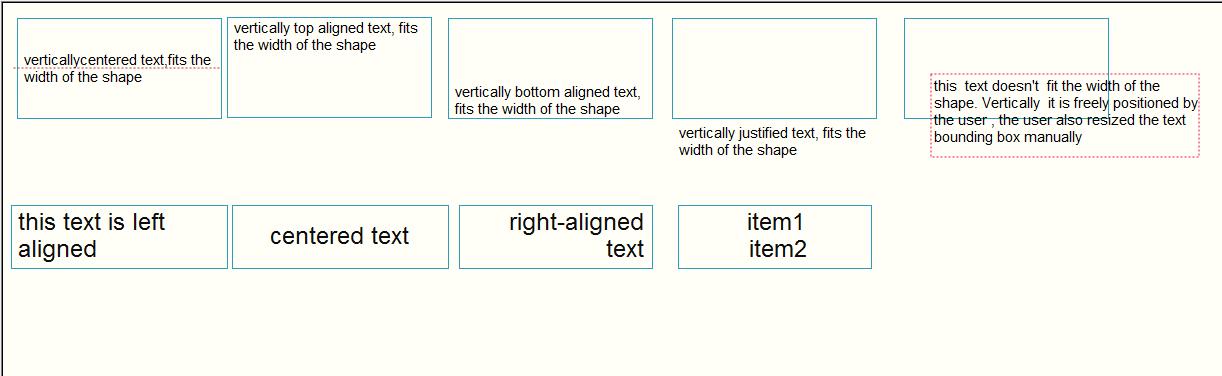 verticallycentered text,fits the
width of the shape
vertically top aligned text, fits
the width of the shape
vertically bottom aligned text,
fits the width of the shape
vertically justified text, fits the
width of the shape
this  text doesn't  fit the width of the
shape. Vertically  it is freely positioned by
the user , the user also resized the text
bounding box manually
this text is left
aligned
centered text
right-aligned
text
item1
item2